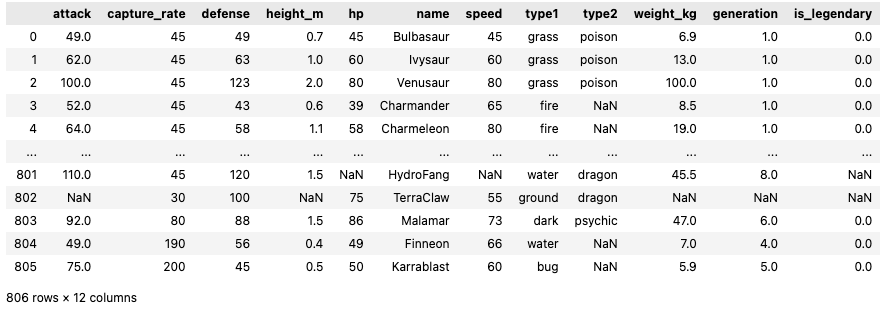 attack capture_rate defense height_m hp name speed type1 type2 weight_kg generation is_legendary
0 49.0 45 49 0.7 45 Bulbasaur 45 grass poison 6.9 1.0 0.0
1 62.0 45 63 1.0 60 Ivysaur 60 grass poison 13.0 1.0 0.0
2 100.0 45 123 2.0 80 Venusaur 80 grass poison 100.0 1.0 0.0
3 52.0 45 43 0.6 39 Charmander 65 fire NaN 8.5 1.0 0.0
4 64.0 45 58 1.1 58 Charmeleon 80 fire NaN 19.0 1.0 0.0
... ... ... ... ... ... ... ... ... ... ... ... ...
801 110.0 45 120 1.5 NaN HydroFang NaN water dragon 45.5 8.0 NaN
802 NaN 30 100 NaN 75 TerraClaw 55 ground dragon NaN NaN NaN
803 92.0 80 88 1.5 86 Malamar 73 dark psychic 47.0 6.0 0.0
804 49.0 190 56 0.4 49 Finneon 66 water NaN 7.0 4.0 0.0
805 75.0 200 45 0.5 50 Karrablast 60 bug NaN 5.9 5.0 0.0
806 rows × 12 columns